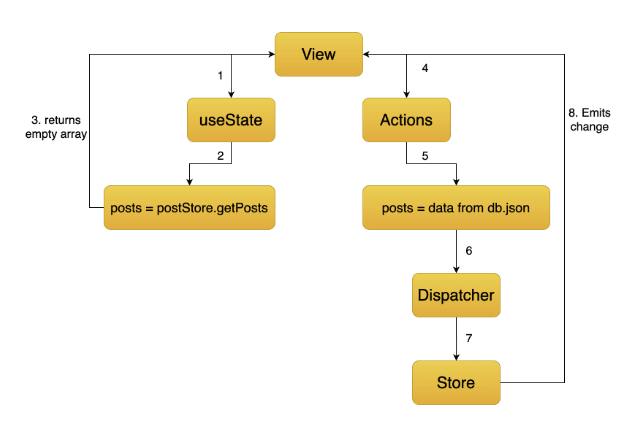 View
1
4
useState
Actions
3. returns
empty array
8. Emits
change
2
5
posts = postStore.getPosts
posts = data from db.json
6
Dispatcher
7
Store